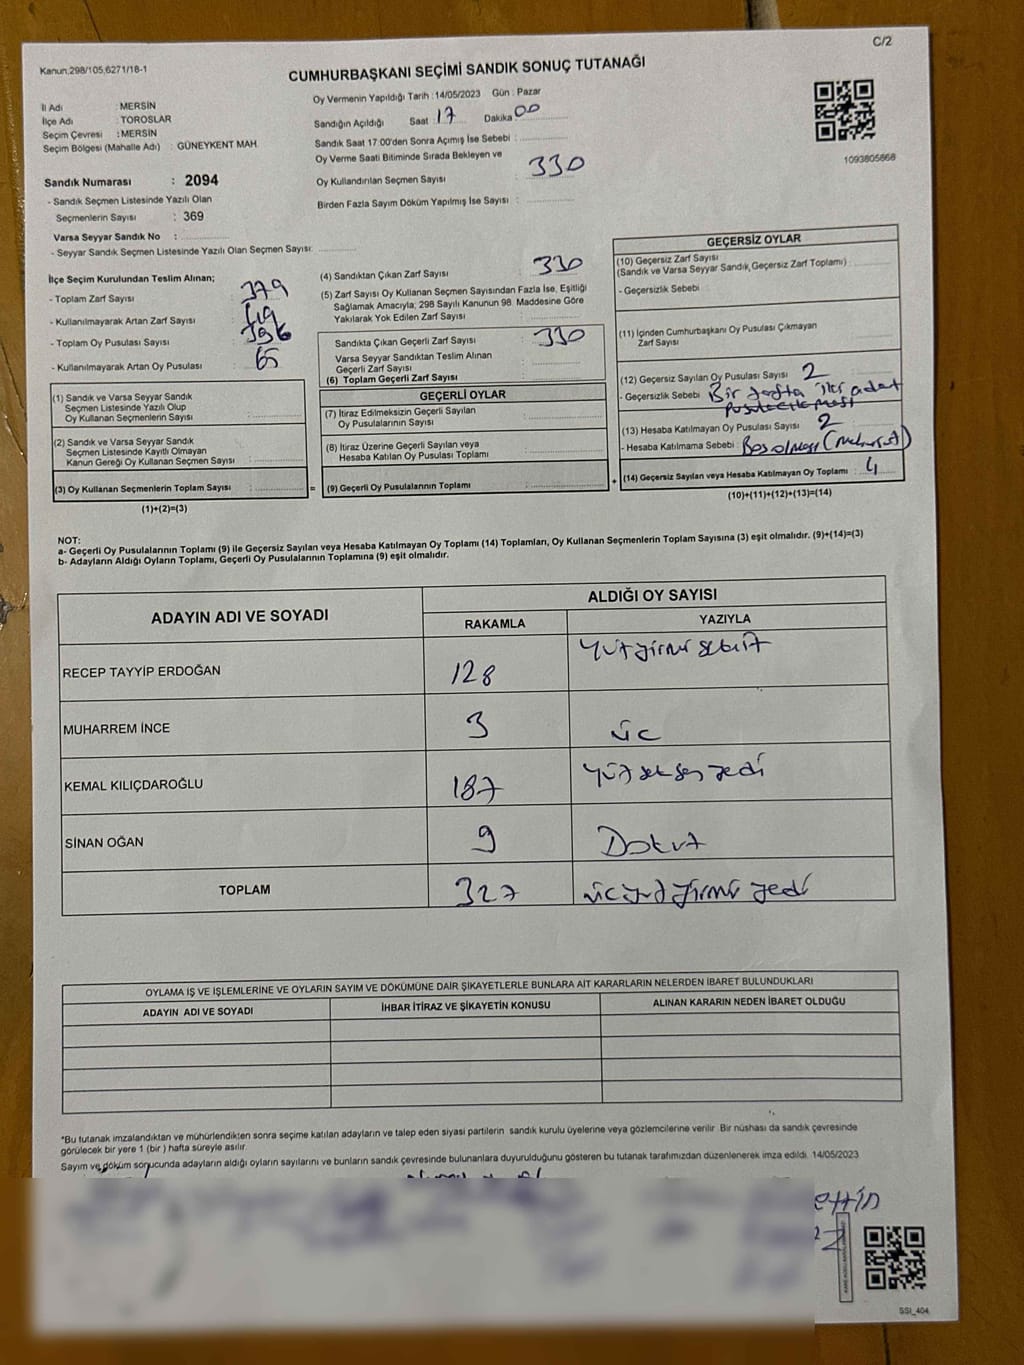 C/2
Kanun.298/105,6271/18-1
CUMHURBAŞKANI SEÇİMİ SANDIK SONUÇ TUTANAĞI
İl Adı : MERSİN
İlçe Adı : TOROSLAR
Seçim Çevresi : MERSİN
Seçim Bölgesi (Mahalle Adı) : GÜNEYKENT MAH.
Sandık Numarası : 2094
- Sandık Seçmen Listesinde Yazılı Olan
Seçmenlerin Sayısı : 369
Varsa Seyyar Sandık No :
- Seyyar Sandık Seçmen Listesinde Yazılı Olan Seçmen Sayısı:
Oy Vermenin Yapıldığı Tarih : 14/05/2023 Gün : Pazar
Sandığın Açıldığı Saat : 17 Dakika 00
Sandık Saat 17:00'den Sonra Açımış İse Sebebi :
Oy Verme Saati Bitiminde Sırada Bekleyen ve
Oy Kullandırılan Seçmen Sayısı : 330
Birden Fazla Sayım Döküm Yapılmış İse Sayısı :
1093805668
İlçe Seçim Kurulundan Teslim Alınan;
- Toplam Zarf Sayısı : 379
- Kullanılmayarak Artan Zarf Sayısı :
- Toplam Oy Pusulası Sayısı :
- Kullanılmayarak Artan Oy Pusulası : 65
(1) Sandık ve Varsa Seyyar Sandık
Seçmen Listesinde Yazılı Olup
Oy Kullanan Seçmenlerin Sayısı :
(2) Sandık ve Varsa Seyyar Sandık
Seçmen Listesinde Kayıtlı Olmayan
Kanun Gereği Oy Kullanan Seçmen Sayısı :
(3) Oy Kullanan Seçmenlerin Toplam Sayısı :
(1)+(2)=(3)
=
(4) Sandıktan Çıkan Zarf Sayısı : 330
(5) Zarf Sayısı Oy Kullanan Seçmen Sayısından Fazla İse, Eşitliği
Sağlamak Amacıyla; 298 Sayılı Kanunun 98. Maddesine Göre
Yakılarak Yok Edilen Zarf Sayısı :
Sandıkta Çıkan Geçerli Zarf Sayısı : 330
Varsa Seyyar Sandıktan Teslim Alınan
Geçerli Zarf Sayısı :
(6) Toplam Geçerli Zarf Sayısı :
GEÇERLİ OYLAR
(7) İtiraz Edilmeksizin Geçerli Sayılan
Oy Pusulalarının Sayısı :
(8) İtiraz Üzerine Geçerli Sayılan veya
Hesaba Katılan Oy Pusulası Toplamı :
(9) Geçerli Oy Pusulalarının Toplamı :
+
GEÇERSİZ OYLAR
(10) Geçersiz Zarf Sayısı
(Sandık ve Varsa Seyyar Sandık, Geçersiz Zarf Toplamı) :
- Geçersizlik Sebebi :
(11) İçinden Cumhurbaşkanı Oy Pusulası Çıkmayan
Zarf Sayısı :
(12) Geçersiz Sayılan Oy Pusulası Sayısı : 2
- Geçersizlik Sebebi : Bir zarfta iki adet
(13) Hesaba Katılmayan Oy Pusulası Sayısı : 2
- Hesaba Katılmama Sebebi : Boş olması
(14) Geçersiz Sayılan veya Hesaba Katılmayan Oy Toplamı : 4
(10)+(11)+(12)+(13)=(14)
NOT:
a- Geçerli Oy Pusulalarının Toplamı (9) ile Geçersiz Sayılan veya Hesaba Katılmayan Oy Toplamı (14) Toplamları, Oy Kullanan Seçmenlerin Toplam Sayısına (3) eşit olmalıdır. (9)+(14)=(3)
b- Adayların Aldığı Oyların Toplamı, Geçerli Oy Pusulalarının Toplamına (9) eşit olmalıdır.
ADAYIN ADI VE SOYADI
ALDIĞI OY SAYISI
RAKAMLA YAZIYLA
RECEP TAYYİP ERDOĞAN 128 yüzyirmi sekiz
MUHARREM İNCE 3 üç
KEMAL KILIÇDAROĞLU 187 yüz seksen yedi
SİNAN OĞAN 9 Dokuz
TOPLAM 327 üçyüz yirmi yedi
OYLAMA İŞ VE İŞLEMLERİNE VE OYLARIN SAYIM VE DÖKÜMÜNE DAİR ŞİKAYETLERLE BUNLARA AİT KARARLARIN NELERDEN İBARET BULUNDUKLARI
ADAYIN ADI VE SOYADI İHBAR İTİRAZ VE ŞİKAYETİN KONUSU ALINAN KARARIN NEDEN İBARET OLDUĞU
*Bu tutanak imzalandıktan ve mühürlendikten sonra seçime katılan adayların ve talep eden siyasi partilerin sandık kurulu üyelerine veya gözlemcilerine verilir. Bir nüshası da sandık çevresinde
görülecek bir yere 1 (bir) hafta süreyle asılır.
Sayım ve döküm sonucunda adayların aldığı oyların sayılarını ve bunların sandık çevresinde bulunanlara duyurulduğunu gösteren bu tutanak tarafımızdan düzenlenerek imza edildi. 14/05/2023
ettin
SSI_404